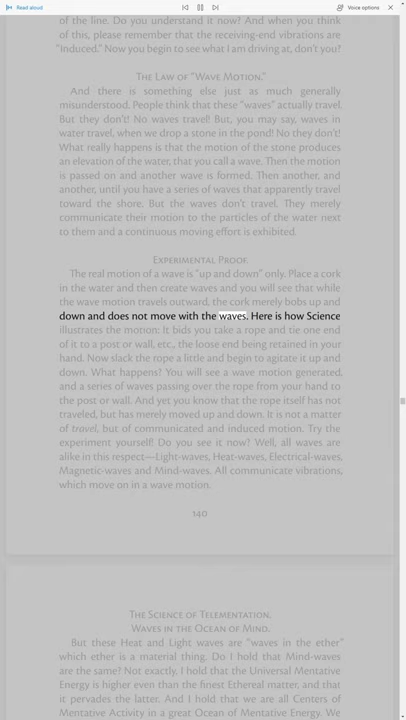 Read aloud
Voice options
of the line. Do you understand it now? And when you think
of this, please remember that the receiving-end vibrations are
“Induced.” Now you begin to see what I am driving at, don’t you?
The Law of “Wave Motion.”
And there is something else just as much generally
misunderstood. People think that these “waves” actually travel.
But they don’t! No waves travel! But, you may say, waves in
water travel, when we drop a stone in the pond! No they don’t!
What really happens is that the motion of the stone produces
an elevation of the water, that you call a wave. Then the motion
is passed on and another wave is formed. Then another, and
another, until you have a series of waves that apparently travel
toward the shore. But the waves don’t travel. They merely
communicate their motion to the particles of the water next
to them and a continuous moving effort is exhibited.
Experimental Proof.
The real motion of a wave is “up and down” only. Place a cork
in the water and then create waves and you will see that while
the wave motion travels outward, the cork merely bobs up and
down and does not move with the waves. Here is how Science
illustrates the motion: It bids you take a rope and tie one end
of it to a post or wall, etc., the loose end being retained in your
hand. Now slack the rope a little and begin to agitate it up and
down. What happens? You will see a wave motion generated,
and a series of waves passing over the rope from your hand to
the post or wall. And yet you know that the rope itself has not
traveled, but has merely moved up and down. It is not a matter
of travel, but of communicated and induced motion. Try the
experiment yourself! Do you see it now? Well, all waves are
alike in this respect—Light-waves, Heat-waves, Electrical-waves,
Magnetic-waves and Mind-waves. All communicate vibrations,
which move on in a wave motion.
140
The Science of Telementation.
Waves in the Ocean of Mind.
But these Heat and Light waves are “waves in the ether”
which ether is a material thing. Do I hold that Mind-waves
are the same? Not exactly. I hold that the Universal Mentative
Energy is higher even than the finest Ethereal matter, and that
it pervades the latter. And I hold that we are all Centers of
Mentative Activity in a great Ocean of Mentative Energy. We